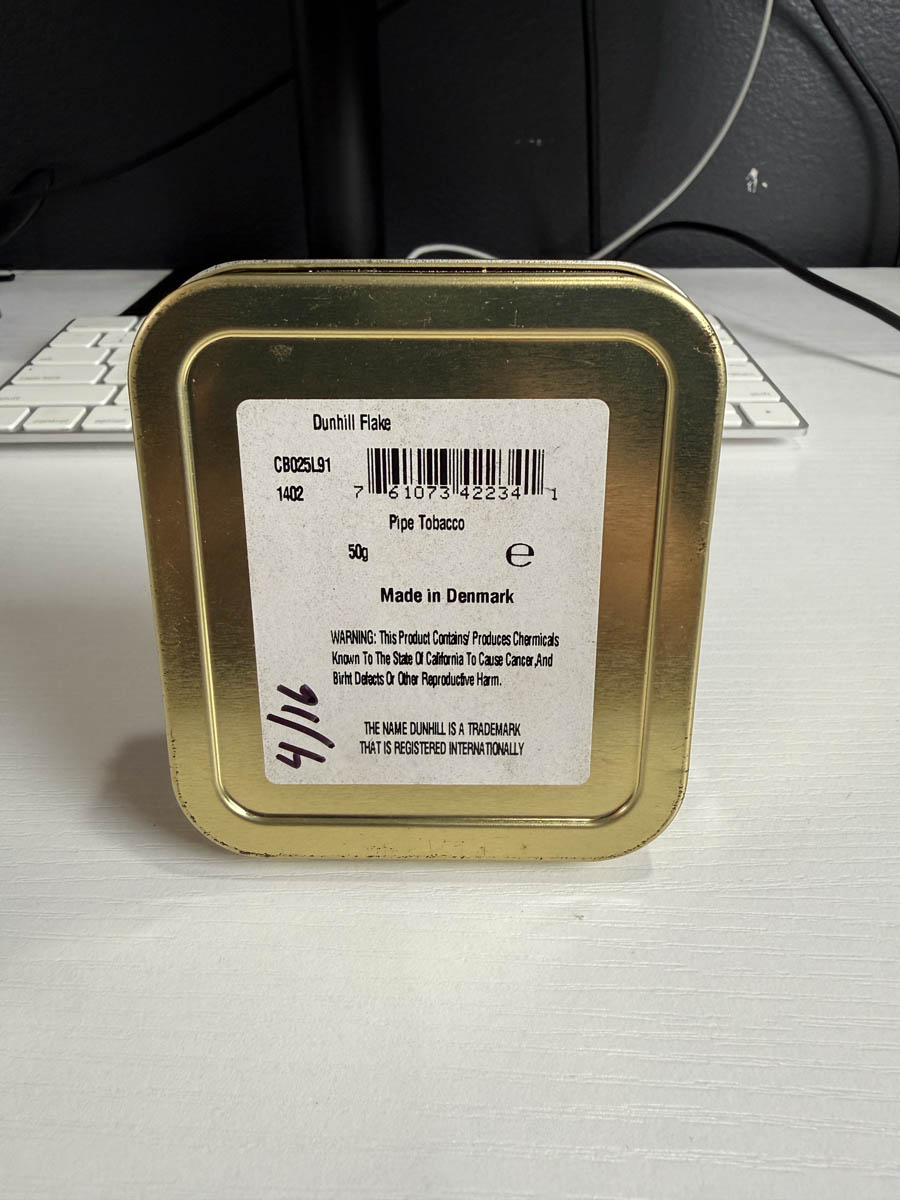 Dunhill Flake
CB025L91
1402
7 61073 42234 1
Pipe Tobacco
50g e
Made in Denmark
WARNING: This Product Contains/ Produces Chermicals
Known To The State Of California To Cause Cancer,And
Birht Defects Or Other Reproductive Harm.
4/16
THE NAME DUNHILL IS A TRADEMARK
THAT IS REGISTERED INTERNATIONALLY